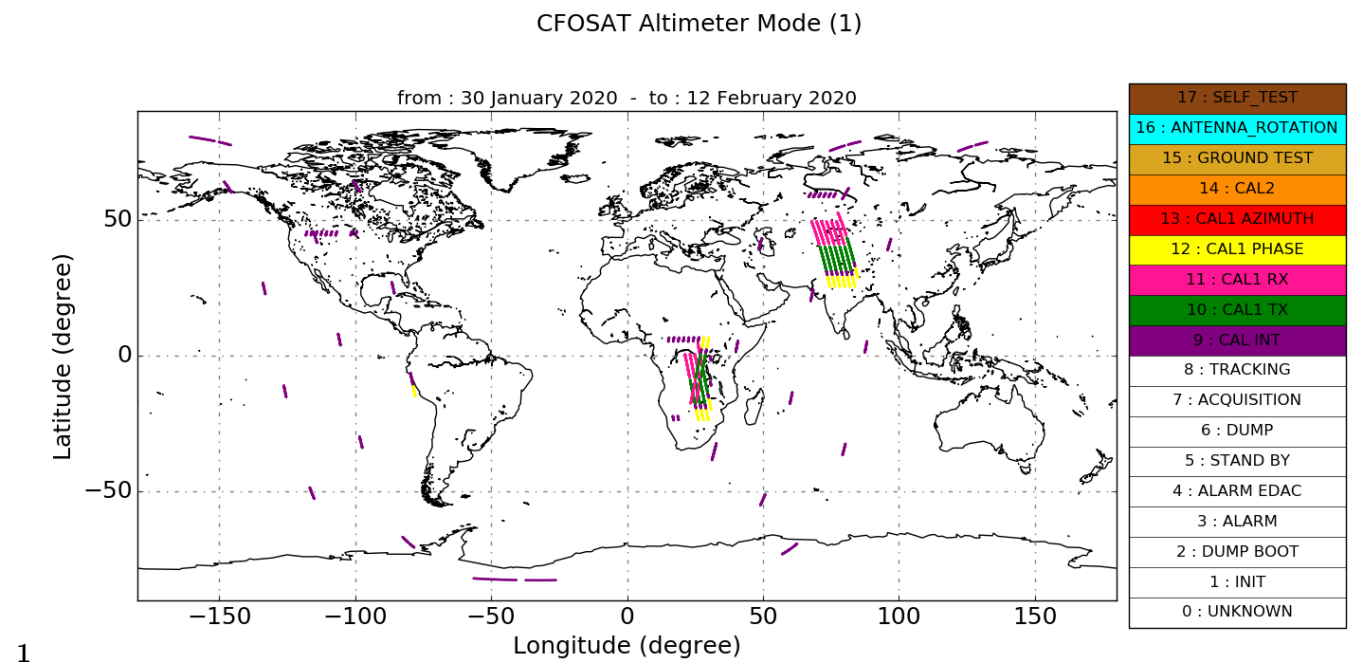 CFOSAT Altimeter Mode (1)
from : 30 January 2020 - to : 12 February 2020
17 : SELF_TEST
16 : ANTENNA_ROTATION
15 : GROUND TEST
14 : CAL2
13 : CAL1 AZIMUTH
12 : CAL1 PHASE
11 : CAL1 RX
10 : CAL1 TX
9 : CAL INT
8 : TRACKING
7 : ACQUISITION
6 : DUMP
5 : STAND BY
4 : ALARM EDAC
3 : ALARM
2 : DUMP BOOT
1 : INIT
0 : UNKNOWN
Latitude (degree)
50
0
−50
−150 −100 −50 0 50 100 150
Longitude (degree)
1